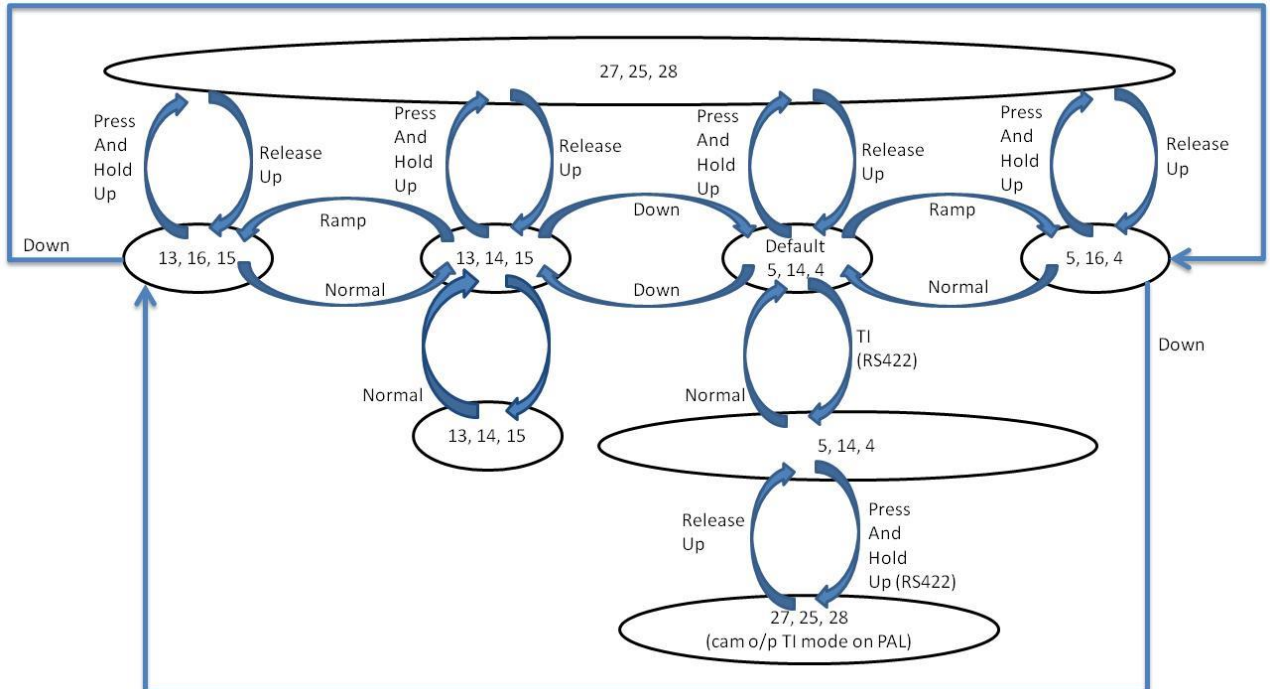 27, 25, 28
Press
And
Hold
Up
Release
Up
Press
And
Hold
Up
Release
Up
Press
And
Hold
Up
Release
Up
Press
And
Hold
Up
Release
Up
Ramp
Down
Ramp
Down
13, 16, 15
13, 14, 15
Default
5, 14, 4
5, 16, 4
Normal
Down
Normal
Down
TI
(RS422)
Normal
Normal
13, 14, 15
5, 14, 4
Release
Up
Press
And
Hold
Up (RS422)
27, 25, 28
(cam o/p TI mode on PAL)